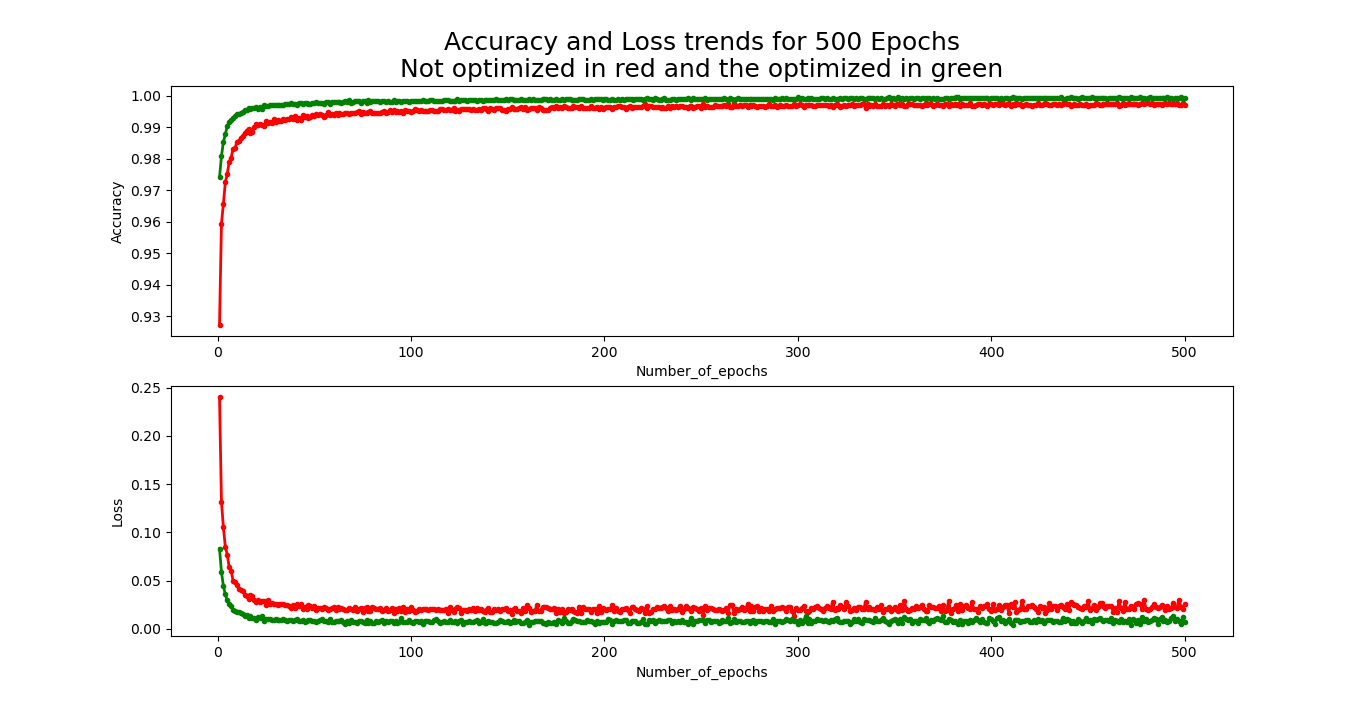 Accuracy and Loss trends for 500 Epochs
Not optimized in red and the optimized in green
1.00
0.99
0.98
0.97
0.96
0.95
0.94
0.93
Accuracy
0 100 200 300 400 500
Number_of_epochs
0.25
0.20
0.15
0.10
0.05
0.00
Loss
0 100 200 300 400 500
Number_of_epochs